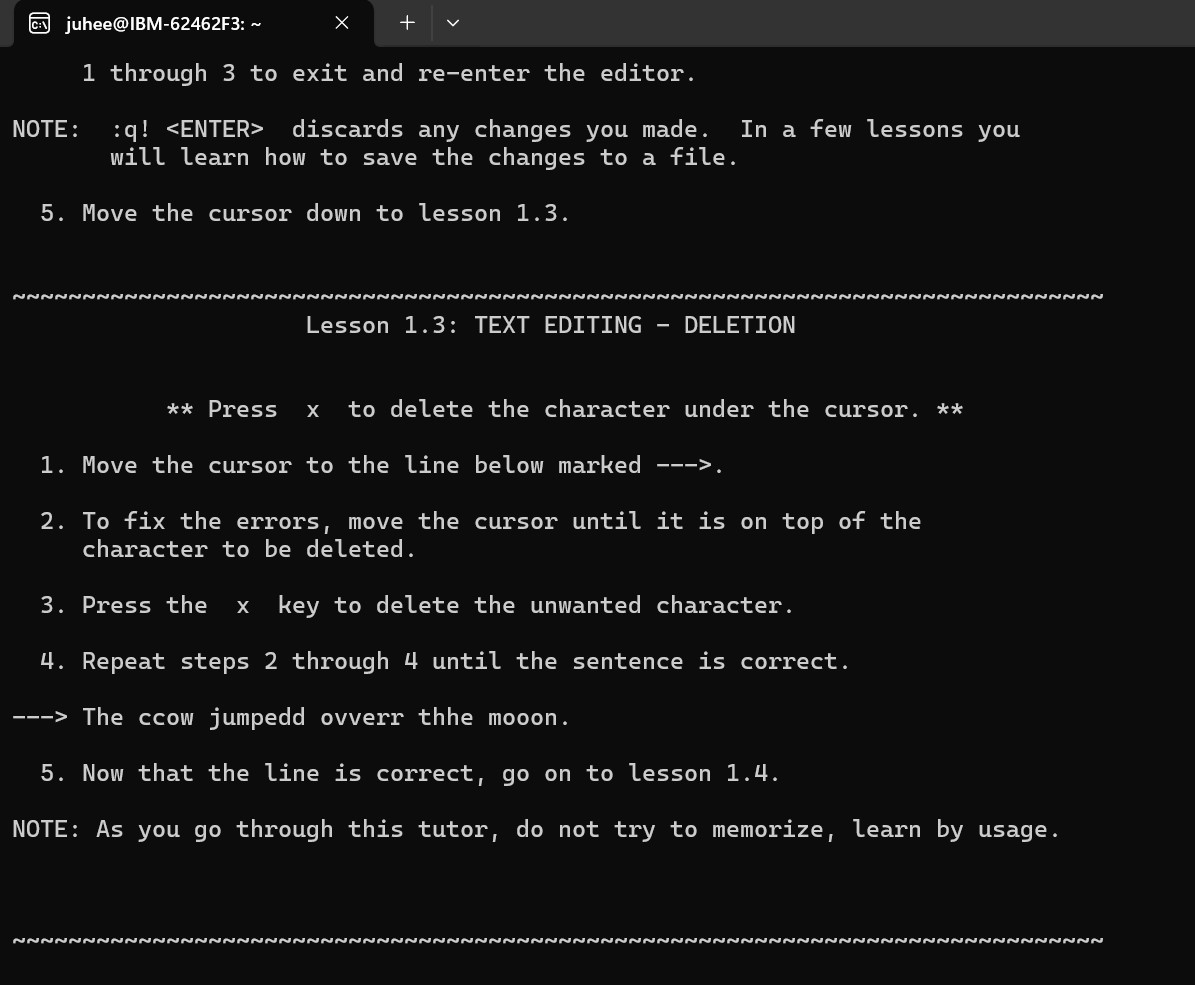 juhee@IBM-62462F3: ~
1 through 3 to exit and re-enter the editor.
NOTE:  :q! <ENTER>  discards any changes you made.  In a few lessons you
will learn how to save the changes to a file.
5. Move the cursor down to lesson 1.3.
~~~~~~~~~~~~~~~~~~~~~~~~~~~~~~~~~~~~~~~~~~~~~~~~~~~~~~~~~~~~~~~~~~~~~~~~~~~~~~
Lesson 1.3: TEXT EDITING - DELETION
** Press  x  to delete the character under the cursor. **
1. Move the cursor to the line below marked --->.
2. To fix the errors, move the cursor until it is on top of the
character to be deleted.
3. Press the  x  key to delete the unwanted character.
4. Repeat steps 2 through 4 until the sentence is correct.
---> The ccow jumpedd ovverr thhe mooon.
5. Now that the line is correct, go on to lesson 1.4.
NOTE: As you go through this tutor, do not try to memorize, learn by usage.
~~~~~~~~~~~~~~~~~~~~~~~~~~~~~~~~~~~~~~~~~~~~~~~~~~~~~~~~~~~~~~~~~~~~~~~~~~~~~~